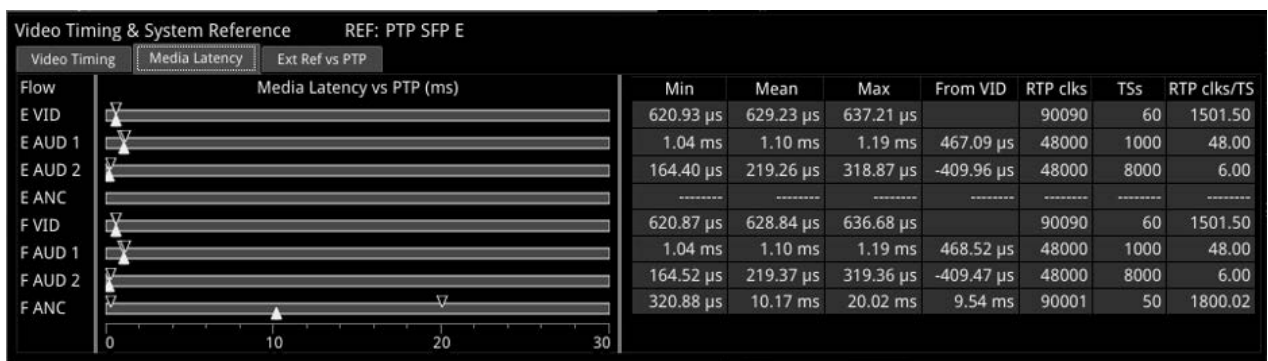 Video Timing & System Reference REF: PTP SFP E
Video Timing Media Latency Ext Ref vs PTP
Flow Media Latency vs PTP (ms) Min Mean Max From VID RTP clks TSs RTP clks/TS
E VID 620.93 µs 629.23 µs 637.21 µs 90090 60 1501.50
E AUD 1 1.04 ms 1.10 ms 1.19 ms 467.09 µs 48000 1000 48.00
E AUD 2 164.40 µs 219.26 µs 318.87 µs -409.96 µs 48000 8000 6.00
E ANC -------- -------- -------- -------- -------- -------- --------
F VID 620.87 µs 628.84 µs 636.68 µs 90090 60 1501.50
F AUD 1 1.04 ms 1.10 ms 1.19 ms 468.52 µs 48000 1000 48.00
F AUD 2 164.52 µs 219.37 µs 319.36 µs -409.47 µs 48000 8000 6.00
F ANC 320.88 µs 10.17 ms 20.02 ms 9.54 ms 90001 50 1800.02
0 10 20 30